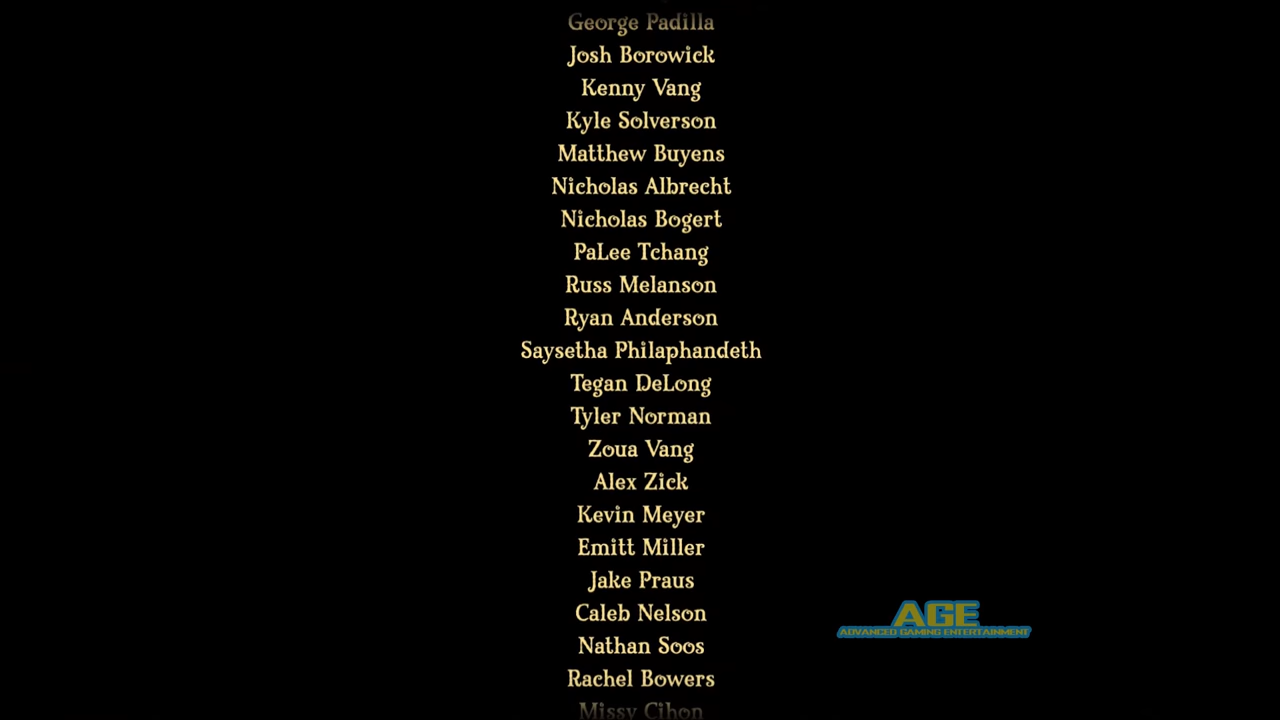 George Padilla
Josh Borowick
Kenny Vang
Kyle Solverson
Matthew Buyens
Nicholas Albrecht
Nicholas Bogert
PaLee Tchang
Russ Melanson
Ryan Anderson
Saysetha Philaphandeth
Tegan DeLong
Tyler Norman
Zoua Vang
Alex Zick
Kevin Meyer
Emitt Miller
Jake Praus
Caleb Nelson
Nathan Soos
Rachel Bowers
Missy Cihon
AGE
ADVANCED GAMING ENTERTAINMENT